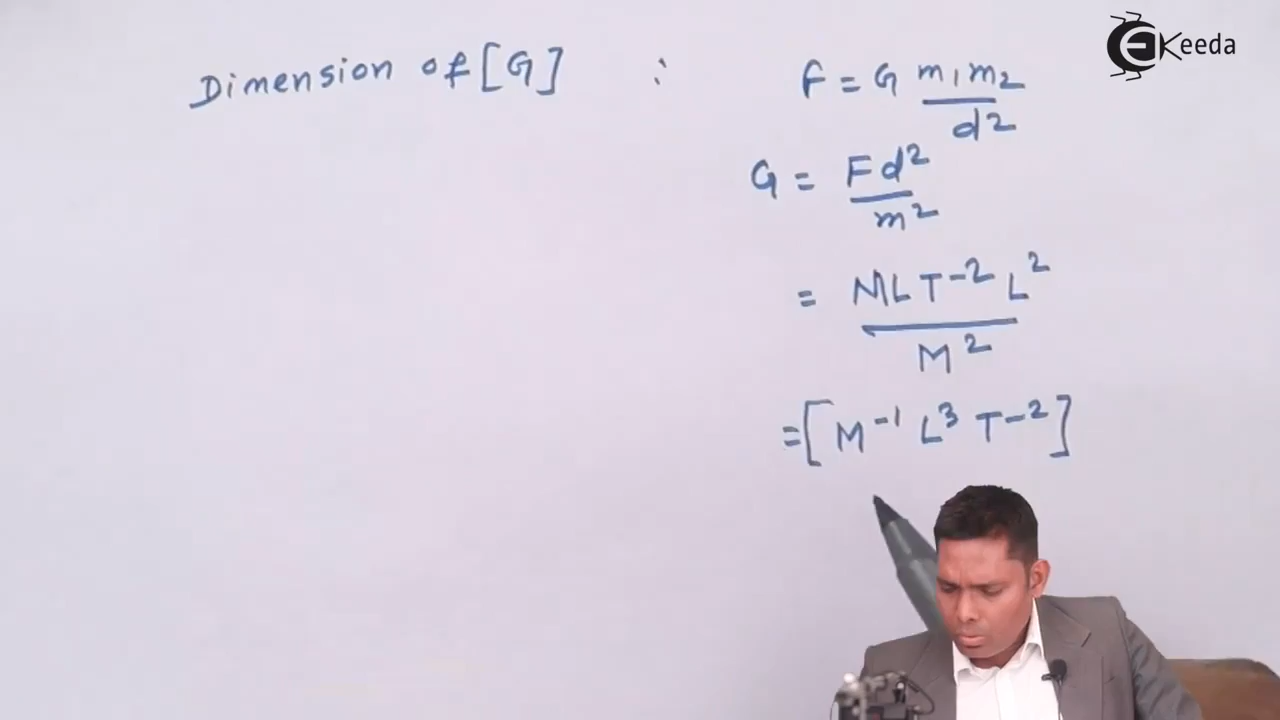 Dimension of [G] :
F = G m1m2
d2
G = Fd2
m2
= MLT-2 L2
M2
= [M-1 L3 T-2]
EKeeda